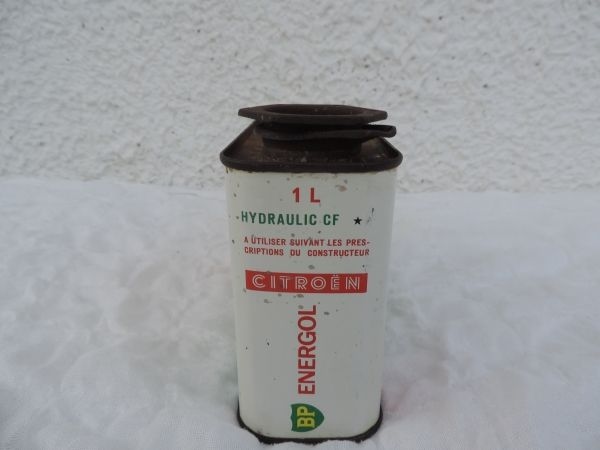 1 L
HYDRAULIC CF ★
A UTILISER SUIVANT LES PRES-
CRIPTIONS DU CONSTRUCTEUR
CITROËN
ENERGOL
BP